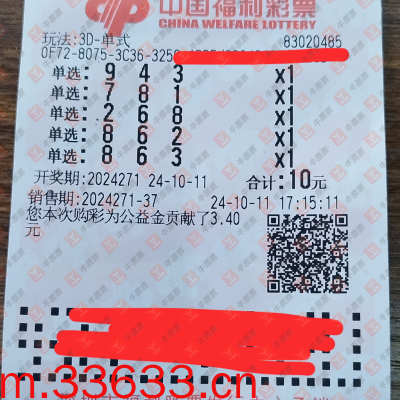 中国福利彩票
CHINA WELFARE LOTTERY
玩法:3D-单式 83020485
0F72-8075-3C36-325
单选: 9 4 3 x1
单选: 7 8 1 x1
单选: 2 6 8 x1
单选: 8 6 2 x1
单选: 8 6 3 x1
开奖期:2024271 24-10-11 合计:10元
销售期:2024271-37 24-10-11 17:15:11
您本次购彩为公益金贡献了3.40
元
m.33633.cn